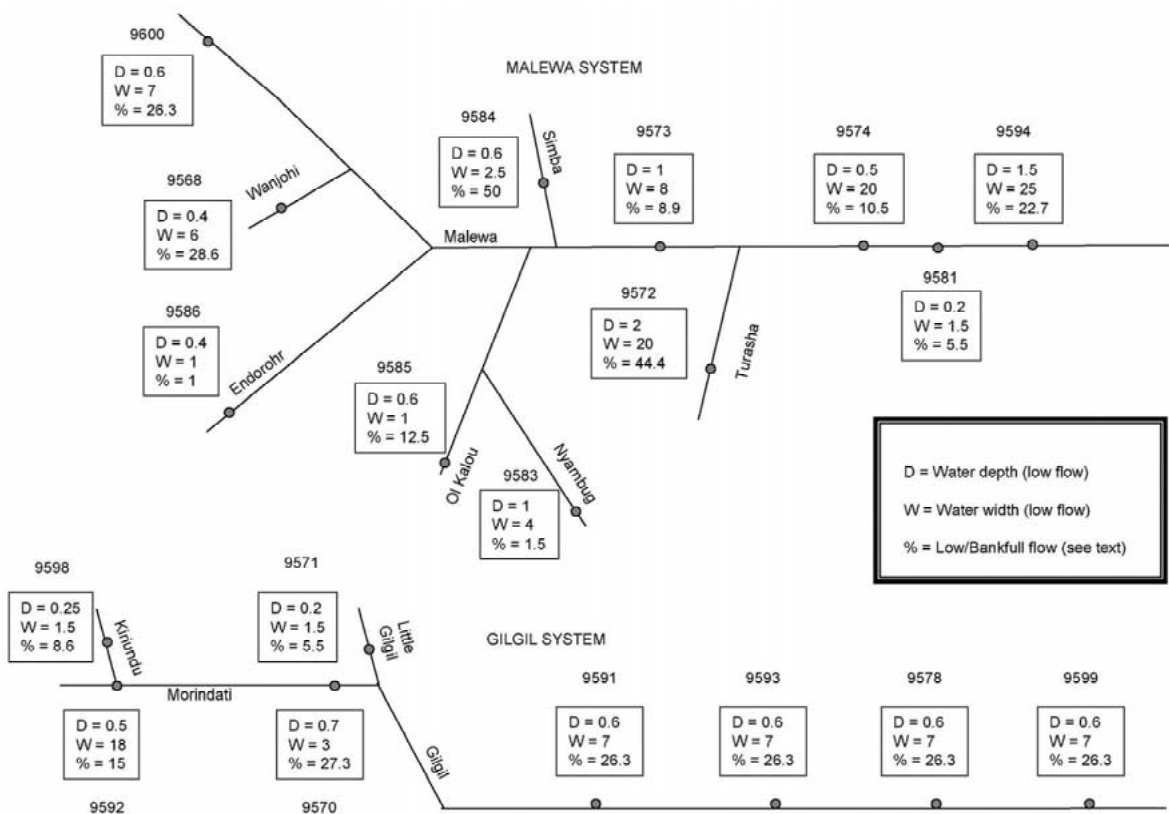 9600
D = 0.6
W = 7
% = 26.3
MALEWA SYSTEM
9584
D = 0.6
W = 2.5
% = 50
Simba
9573
D = 1
W = 8
% = 8.9
9574
D = 0.5
W = 20
% = 10.5
9594
D = 1.5
W = 25
% = 22.7
9568
D = 0.4
W = 6
% = 28.6
Wanjohi
Malewa
9586
D = 0.4
W = 1
% = 1
Endorohr
9585
D = 0.6
W = 1
% = 12.5
Ol Kalou
9583
D = 1
W = 4
% = 1.5
Nyambug
9572
D = 2
W = 20
% = 44.4
Turasha
9581
D = 0.2
W = 1.5
% = 5.5
D = Water depth (low flow)
W = Water width (low flow)
% = Low/Bankfull flow (see text)
9598
D = 0.25
W = 1.5
% = 8.6
Kiriundu
9571
D = 0.2
W = 1.5
% = 5.5
Little
Gilgil
GILGIL SYSTEM
Morindati
D = 0.5
W = 18
% = 15
9592
D = 0.7
W = 3
% = 27.3
9570
Gilgil
9591
D = 0.6
W = 7
% = 26.3
9593
D = 0.6
W = 7
% = 26.3
9578
D = 0.6
W = 7
% = 26.3
9599
D = 0.6
W = 7
% = 26.3